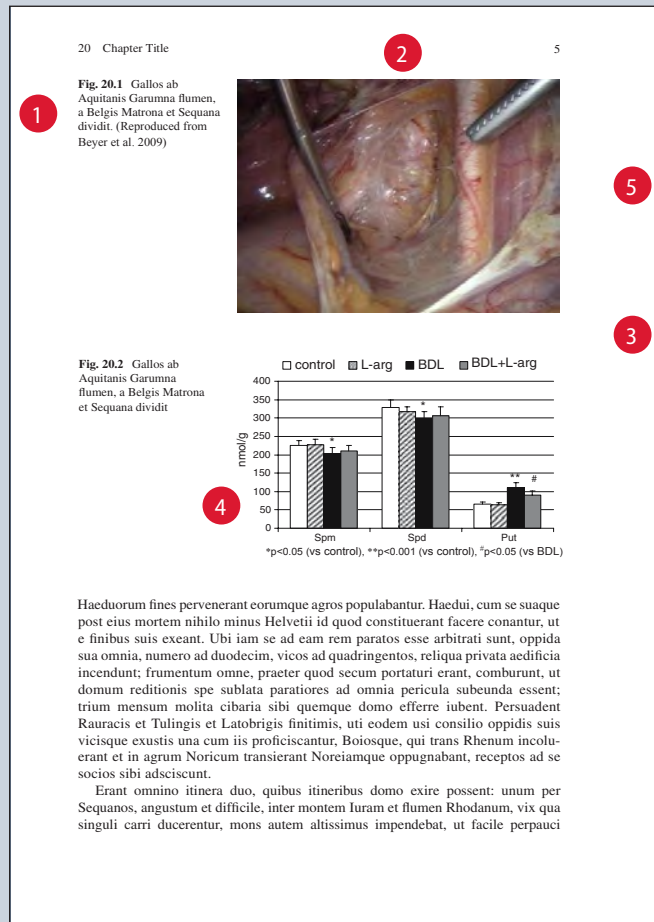 20 Chapter Title 5
2
Fig. 20.1 Gallos ab
Aquitanis Garumna flumen,
a Belgis Matrona et Sequana
dividit. (Reproduced from
Beyer et al. 2009)
1
5
3
Fig. 20.2 Gallos ab
Aquitanis Garumna
flumen, a Belgis Matrona
et Sequana dividit
control L-arg BDL BDL+L-arg
400
350
300
250
200
150
100
50
0
nmol/g
*
*
**
#
4
Spm Spd Put
*p<0.05 (vs control), **p<0.001 (vs control), #p<0.05 (vs BDL)
Haeduorum fines pervenerant eorumque agros populabantur. Haedui, cum se suaque
post eius mortem nihilo minus Helvetii id quod constituerant facere conantur, ut
e finibus suis exeant. Ubi iam se ad eam rem paratos esse arbitrati sunt, oppida
sua omnia, numero ad duodecim, vicos ad quadringentos, reliqua privata aedificia
incendunt; frumentum omne, praeter quod secum portaturi erant, comburunt, ut
domum reditionis spe sublata paratiores ad omnia pericula subeunda essent;
trium mensum molita cibaria sibi quemque domo efferre iubent. Persuadent
Rauracis et Tulingis et Latobrigis finitimis, uti eodem usi consilio oppidis suis
vicisque exustis una cum iis proficiscantur, Boiosque, qui trans Rhenum incolu-
erant et in agrum Noricum transierant Noreiamque oppugnabant, receptos ad se
socios sibi adsciscunt.
Erant omnino itinera duo, quibus itineribus domo exire possent: unum per
Sequanos, angustum et difficile, inter montem Iuram et flumen Rhodanum, vix qua
singuli carri ducerentur, mons autem altissimus impendebat, ut facile perpauci